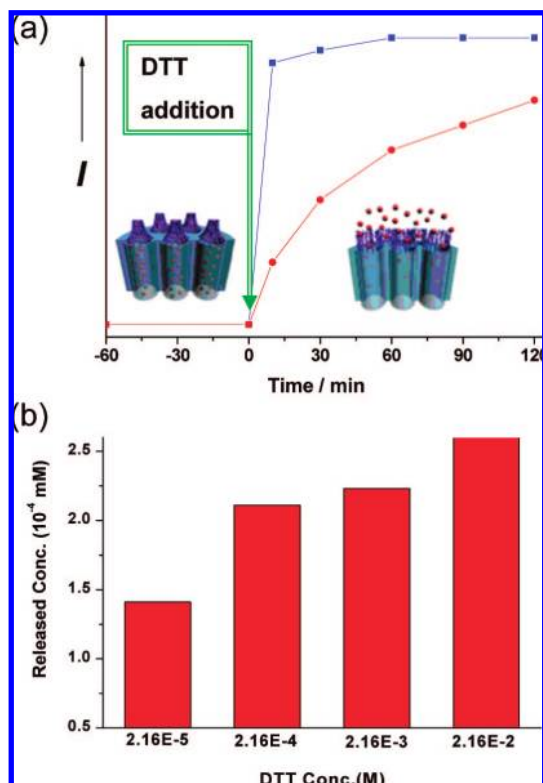 (a)
DTT
addition
I
-60 -30 0 30 60 90 120
Time / min
(b)
Released Conc. (10⁻⁴ mM)
2.5
2.0
1.5
1.0
0.5
2.16E-5 2.16E-4 2.16E-3 2.16E-2
DTT Conc.(M)